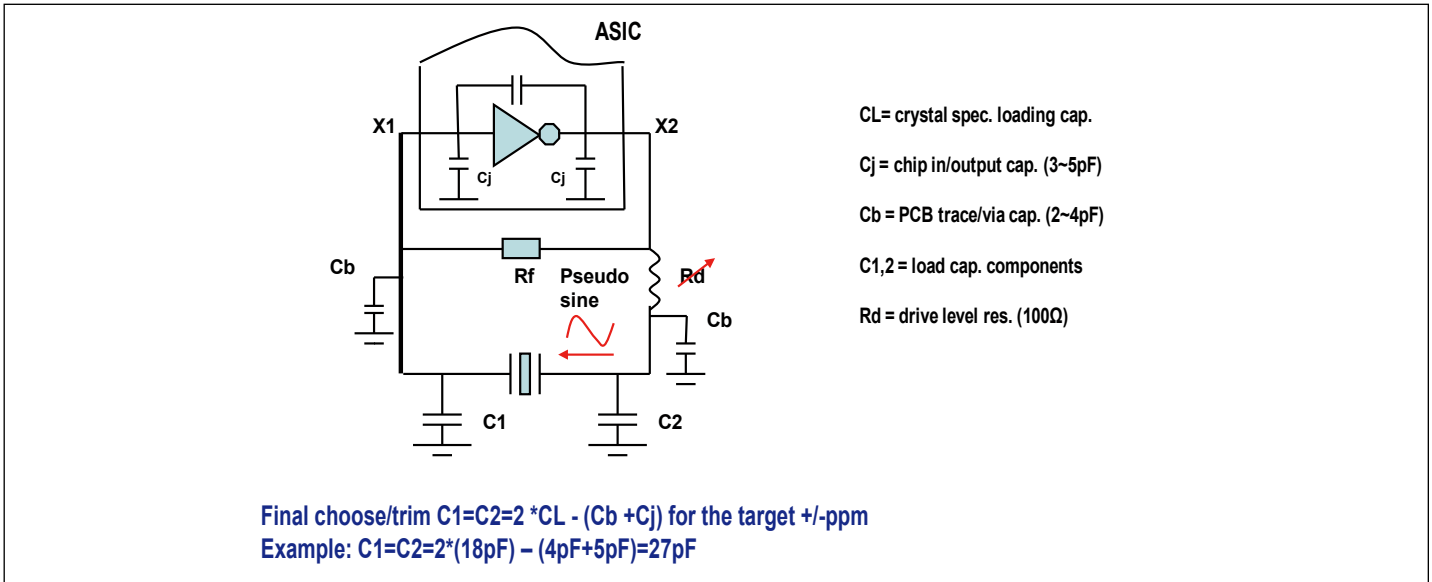 ASIC
X1
X2
Cj
Cj
Cb
Rf
Pseudo
sine
Rd
Cb
C1
C2
CL= crystal spec. loading cap.
Cj = chip in/output cap. (3~5pF)
Cb = PCB trace/via cap. (2~4pF)
C1,2 = load cap. components
Rd = drive level res. (100Ω)
Final choose/trim C1=C2=2 *CL - (Cb +Cj) for the target +/-ppm
Example: C1=C2=2*(18pF) – (4pF+5pF)=27pF